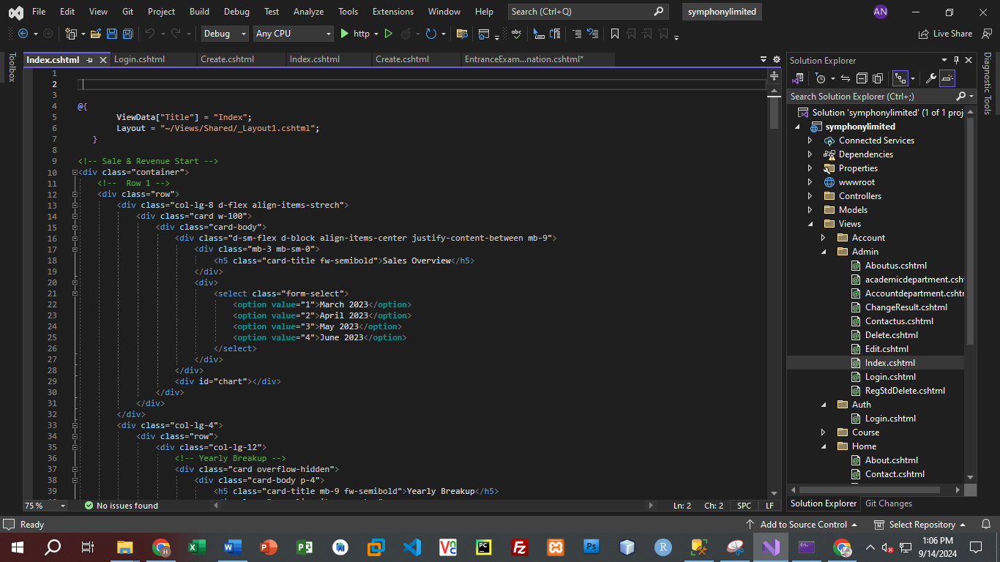 File Edit View Git Project Build Debug Test Analyze Tools Extensions Window Help Search (Ctrl+Q) symphonylimited AN
Debug Any CPU http Live Share
Toolbox
Index.cshtml Login.cshtml Create.cshtml Index.cshtml Create.cshtml EntranceExam...nation.cshtml*
1
2
3
4 @{
5 ViewData["Title"] = "Index";
6 Layout = "~/Views/Shared/_Layout1.cshtml";
7 }
8
9 <!-- Sale & Revenue Start -->
10 <div class="container">
11 <!--  Row 1 -->
12 <div class="row">
13 <div class="col-lg-8 d-flex align-items-strech">
14 <div class="card w-100">
15 <div class="card-body">
16 <div class="d-sm-flex d-block align-items-center justify-content-between mb-9">
17 <div class="mb-3 mb-sm-0">
18 <h5 class="card-title fw-semibold">Sales Overview</h5>
19 </div>
20 <div>
21 <select class="form-select">
22 <option value="1">March 2023</option>
23 <option value="2">April 2023</option>
24 <option value="3">May 2023</option>
25 <option value="4">June 2023</option>
26 </select>
27 </div>
28 </div>
29 <div id="chart"></div>
30 </div>
31 </div>
32 </div>
33 <div class="col-lg-4">
34 <div class="row">
35 <div class="col-lg-12">
36 <!-- Yearly Breakup -->
37 <div class="card overflow-hidden">
38 <div class="card-body p-4">
39 <h5 class="card-title mb-9 fw-semibold">Yearly Breakup</h5>
75 % No issues found Ln: 2 Ch: 2 SPC LF
Solution Explorer
Search Solution Explorer (Ctrl+;)
Solution 'symphonylimited' (1 of 1 proj
symphonylimited
Connected Services
Dependencies
Properties
wwwroot
Controllers
Models
Views
Account
Admin
Aboutus.cshtml
academicdepartment.csht
Accountdepartment.cshtr
ChangeResult.cshtml
Contactus.cshtml
Delete.cshtml
Edit.cshtml
Index.cshtml
Login.cshtml
RegStdDelete.cshtml
Auth
Login.cshtml
Course
Home
About.cshtml
Contact.cshtml
Solution Explorer Git Changes
Diagnostic Tools
Ready Add to Source Control Select Repository
1:06 PM
9/14/2024